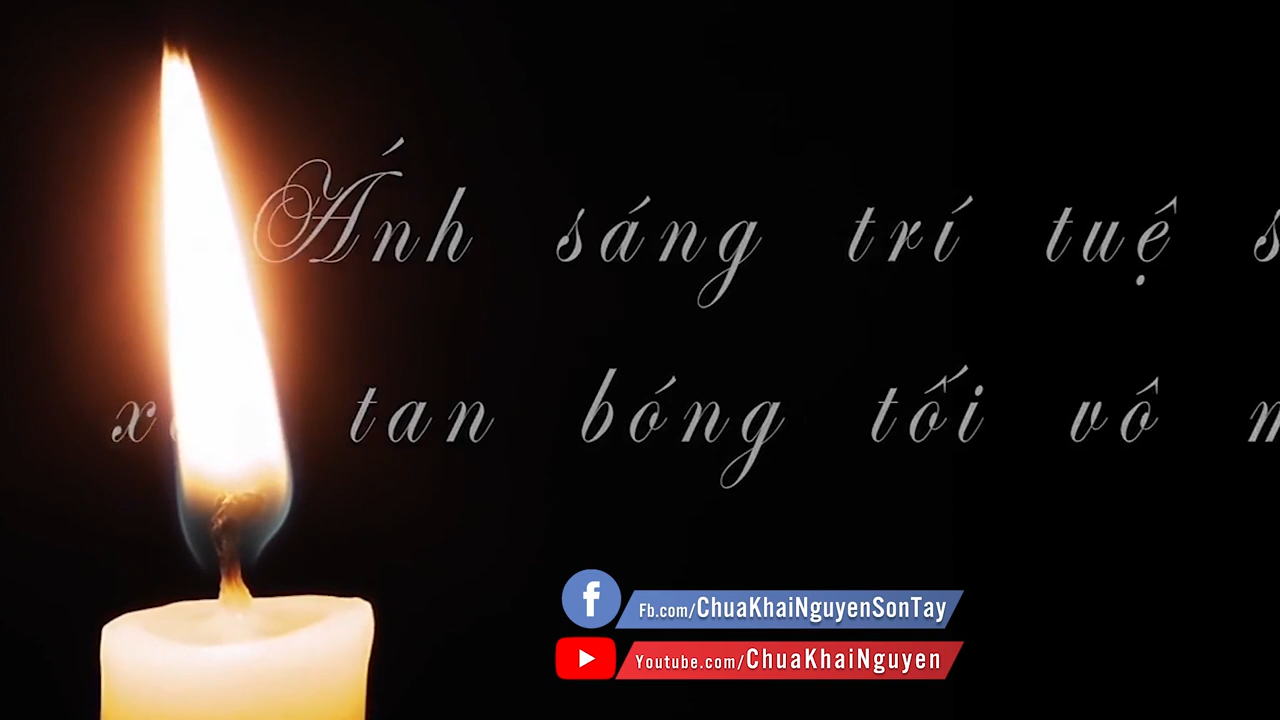 Ánh sáng trí tuệ
tan bóng tối vô
Fb.com/ChuaKhaiNguyenSonTay
Youtube.com/ChuaKhaiNguyen